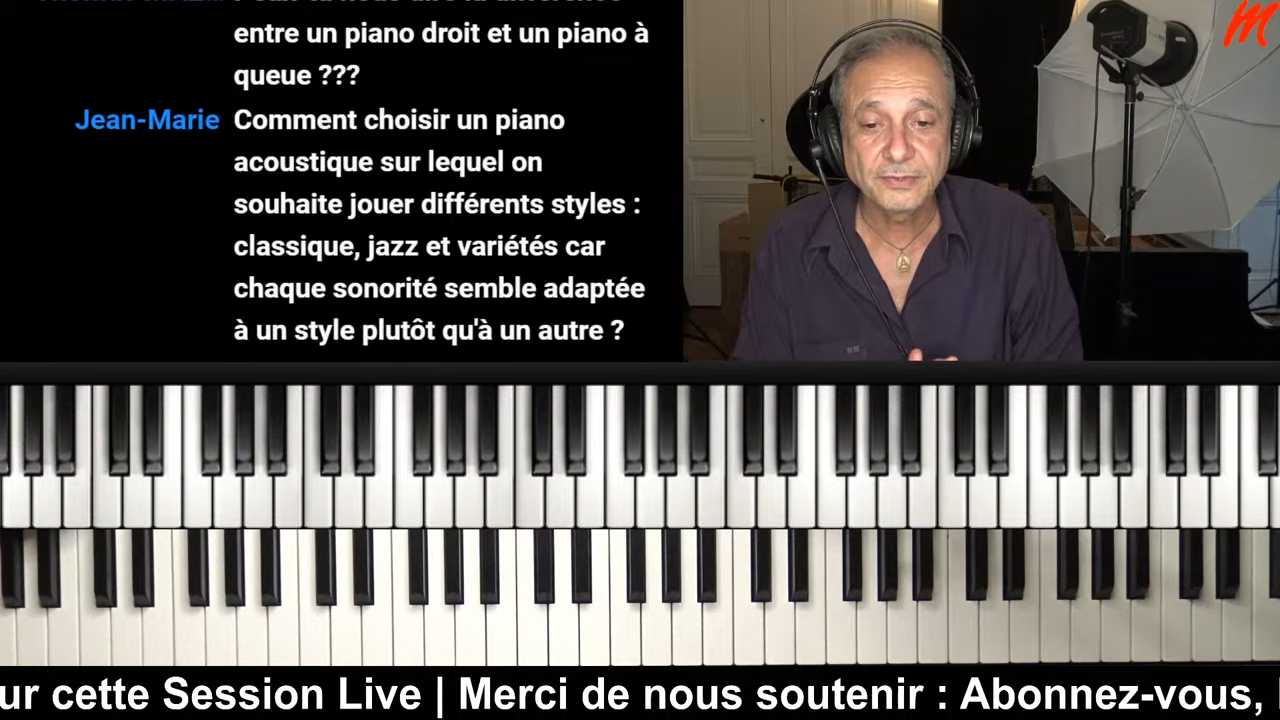 entre un piano droit et un piano à
queue ???
Jean-Marie Comment choisir un piano
acoustique sur lequel on
souhaite jouer différents styles :
classique, jazz et variétés car
chaque sonorité semble adaptée
à un style plutôt qu'à un autre ?
M
ur cette Session Live | Merci de nous soutenir : Abonnez-vous,